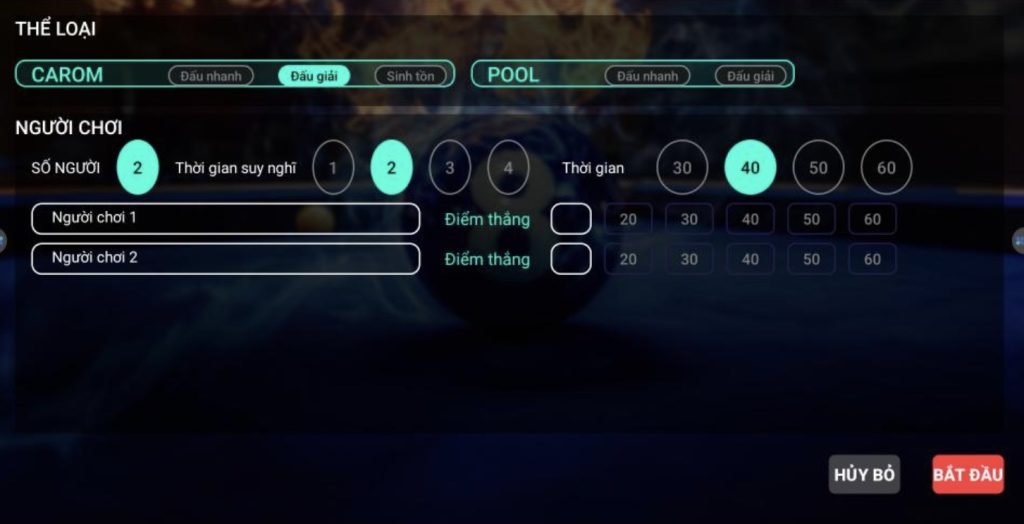 THỂ LOẠI
CAROM Đấu nhanh Đấu giải Sinh tồn POOL Đấu nhanh Đấu giải
NGƯỜI CHƠI
SỐ NGƯỜI 2 Thời gian suy nghĩ 1 2 3 4 Thời gian 30 40 50 60
Người chơi 1 Điểm thắng 20 30 40 50 60
Người chơi 2 Điểm thắng 20 30 40 50 60
HỦY BỎ BẮT ĐẦU